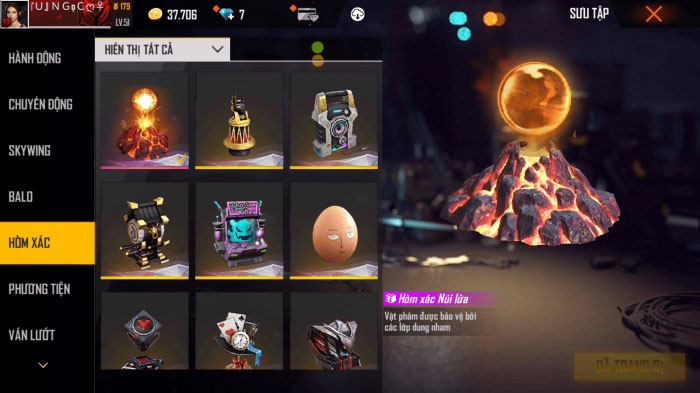 ŕUJŃNGọCღ♀
179
LV.51
37.706
7
SƯU TẬP
HÀNH ĐỘNG
CHUYỂN ĐỘNG
SKYWING
BALO
HÒM XÁC
PHƯƠNG TIỆN
VÁN LƯỚT
HIỂN THỊ TẤT CẢ
Hòm xác Núi lửa
Vật phẩm được bảo vệ bởi
các lớp dung nham
ĐÃ TRANG BỊ